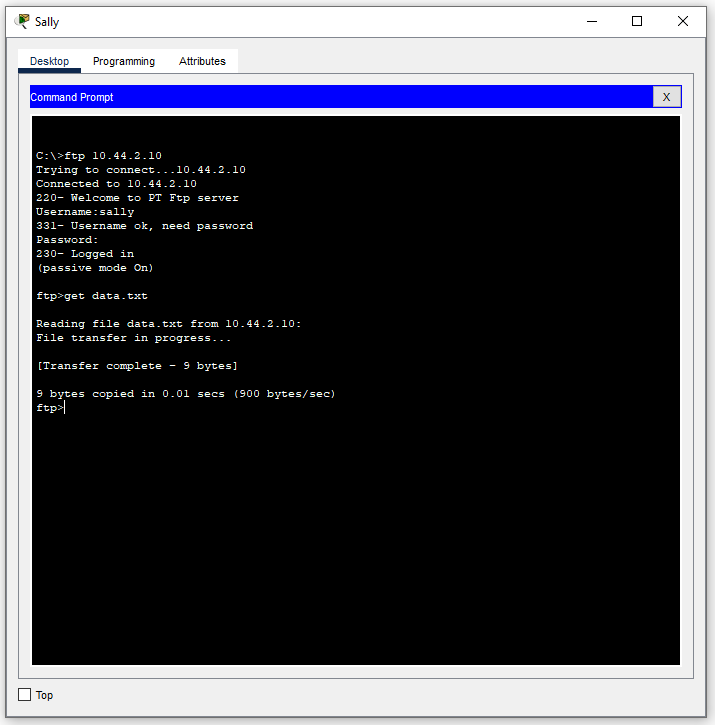 Sally
Desktop Programming Attributes
Command Prompt X
C:\>ftp 10.44.2.10
Trying to connect...10.44.2.10
Connected to 10.44.2.10
220- Welcome to PT Ftp server
Username:sally
331- Username ok, need password
Password:
230- Logged in
(passive mode On)
ftp>get data.txt
Reading file data.txt from 10.44.2.10:
File transfer in progress...
[Transfer complete - 9 bytes]
9 bytes copied in 0.01 secs (900 bytes/sec)
ftp>
Top